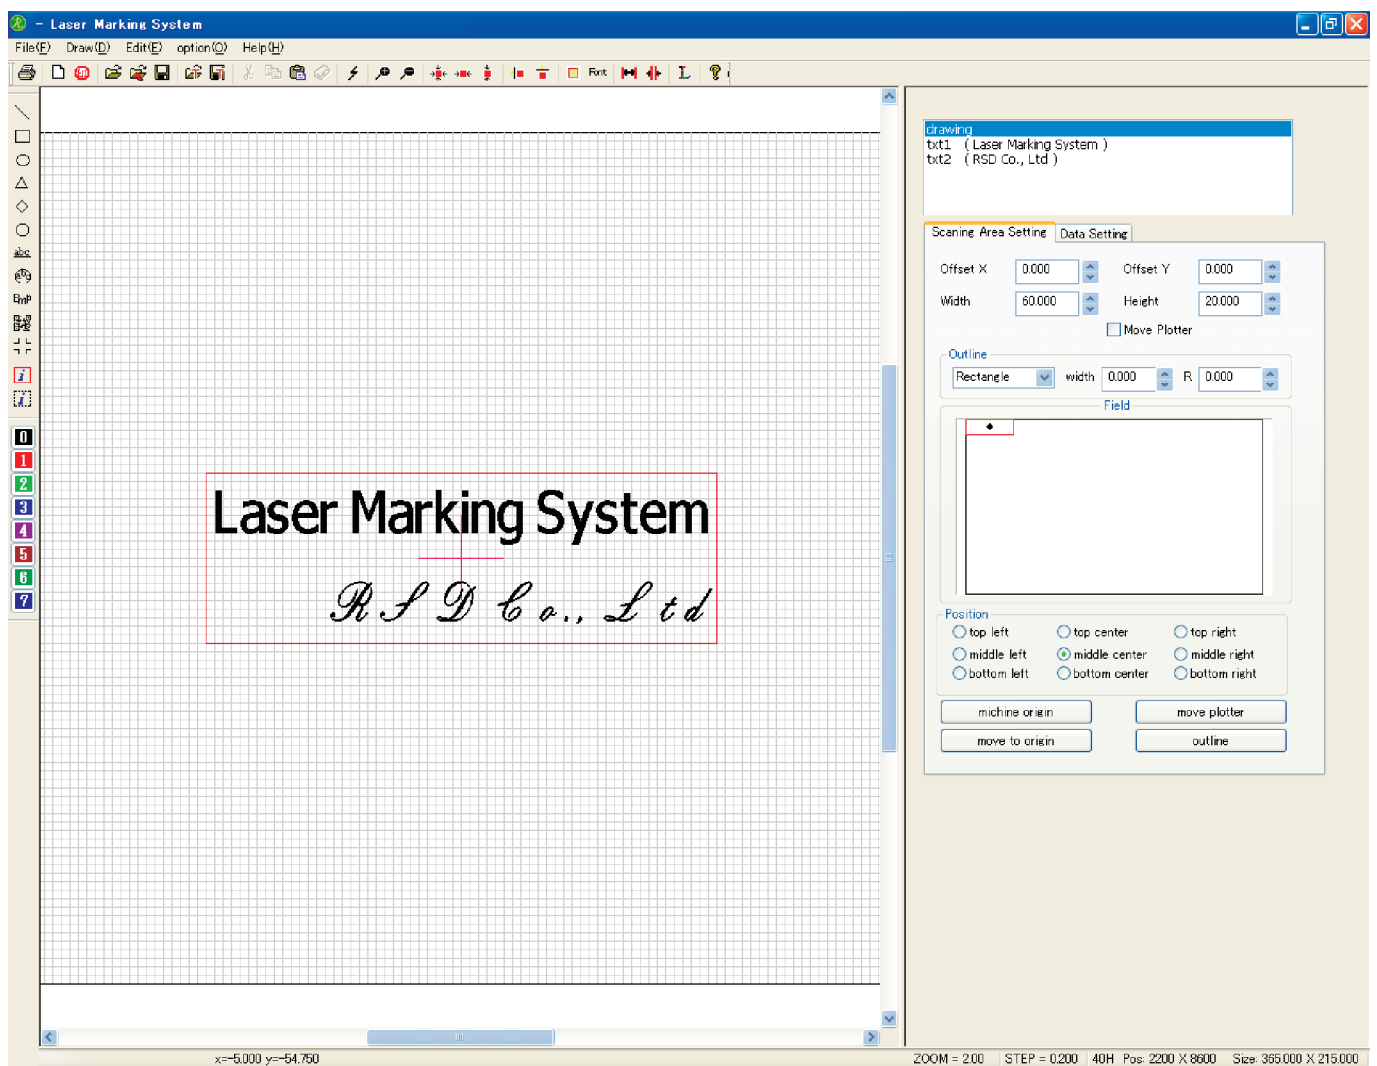 - Laser Marking System
File(F) Draw(D) Edit(E) option(O) Help(H)
Font L ?
abc
Bmp
i
i
0
1
2
3
4
5
6
7
Laser Marking System
RSD Co., Ltd
drawing
txt1 ( Laser Marking System )
txt2 ( RSD Co., Ltd )
Scaning Area Setting Data Setting
Offset X 0.000 Offset Y 0.000
Width 60.000 Height 20.000
Move Plotter
Outline
Rectangle width 0.000 R 0.000
Field
Position
top left top center top right
middle left middle center middle right
bottom left bottom center bottom right
michine origin move plotter
move to origin outline
x=-5.000 y=-54.750 ZOOM = 2.00 STEP = 0.200 40H Pos: 2200 X 8600 Size: 365.000 X 215.000